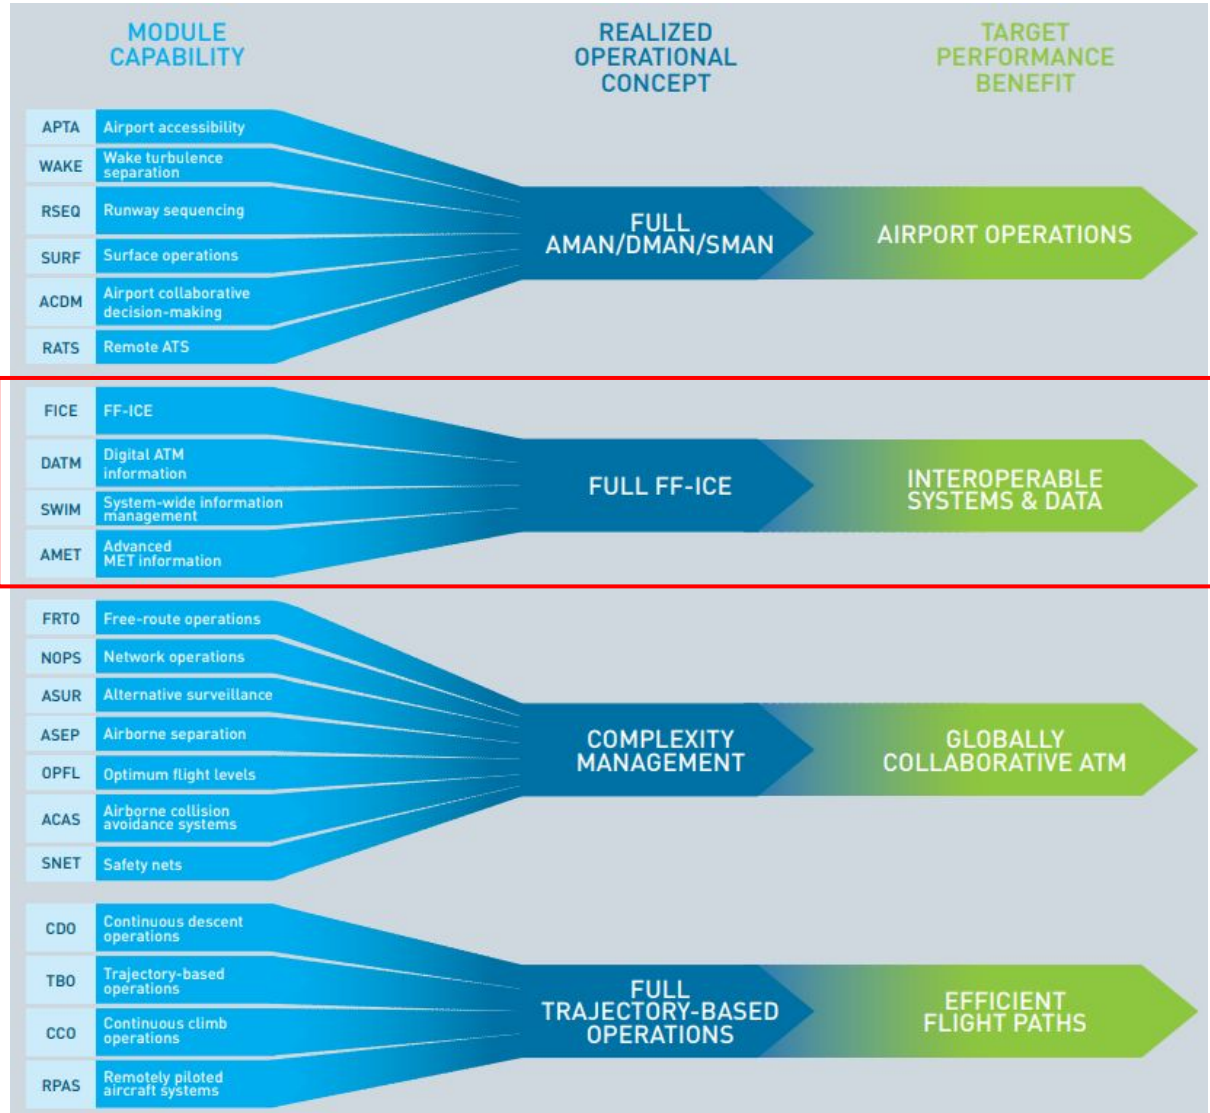 MODULE
CAPABILITY
REALIZED
OPERATIONAL
CONCEPT
TARGET
PERFORMANCE
BENEFIT
APTA
Airport accessibility
WAKE
Wake turbulence
separation
RSEQ
Runway sequencing
SURF
Surface operations
ACDM
Airport collaborative
decision-making
RATS
Remote ATS
FULL
AMAN/DMAN/SMAN
AIRPORT OPERATIONS
FICE
FF-ICE
DATM
Digital ATM
information
SWIM
System-wide information
management
AMET
Advanced
MET information
FULL FF-ICE
INTEROPERABLE
SYSTEMS & DATA
FRTO
Free-route operations
NOPS
Network operations
ASUR
Alternative surveillance
ASEP
Airborne separation
OPFL
Optimum flight levels
ACAS
Airborne collision
avoidance systems
SNET
Safety nets
COMPLEXITY
MANAGEMENT
GLOBALLY
COLLABORATIVE ATM
CDO
Continuous descent
operations
TBO
Trajectory-based
operations
CCO
Continuous climb
operations
RPAS
Remotely piloted
aircraft systems
FULL
TRAJECTORY-BASED
OPERATIONS
EFFICIENT
FLIGHT PATHS